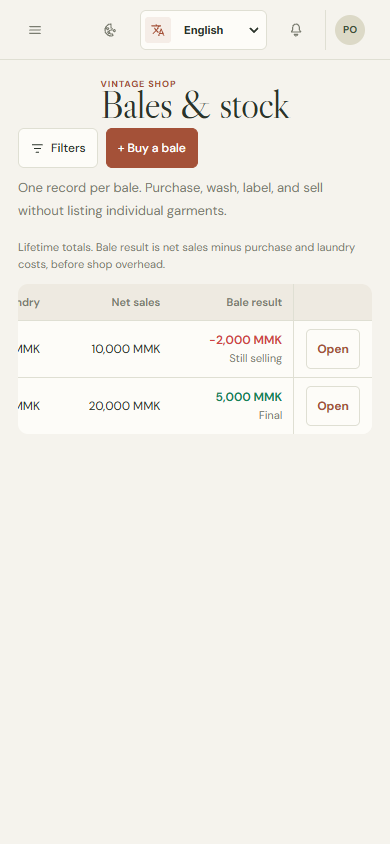 English
PO
VINTAGE SHOP
Bales & stock
Filters
+ Buy a bale
One record per bale. Purchase, wash, label, and sell
without listing individual garments.
Lifetime totals. Bale result is net sales minus purchase and laundry
costs, before shop overhead.
Net sales Bale result
10,000 MMK -2,000 MMK Open
Still selling
20,000 MMK 5,000 MMK Open
Final